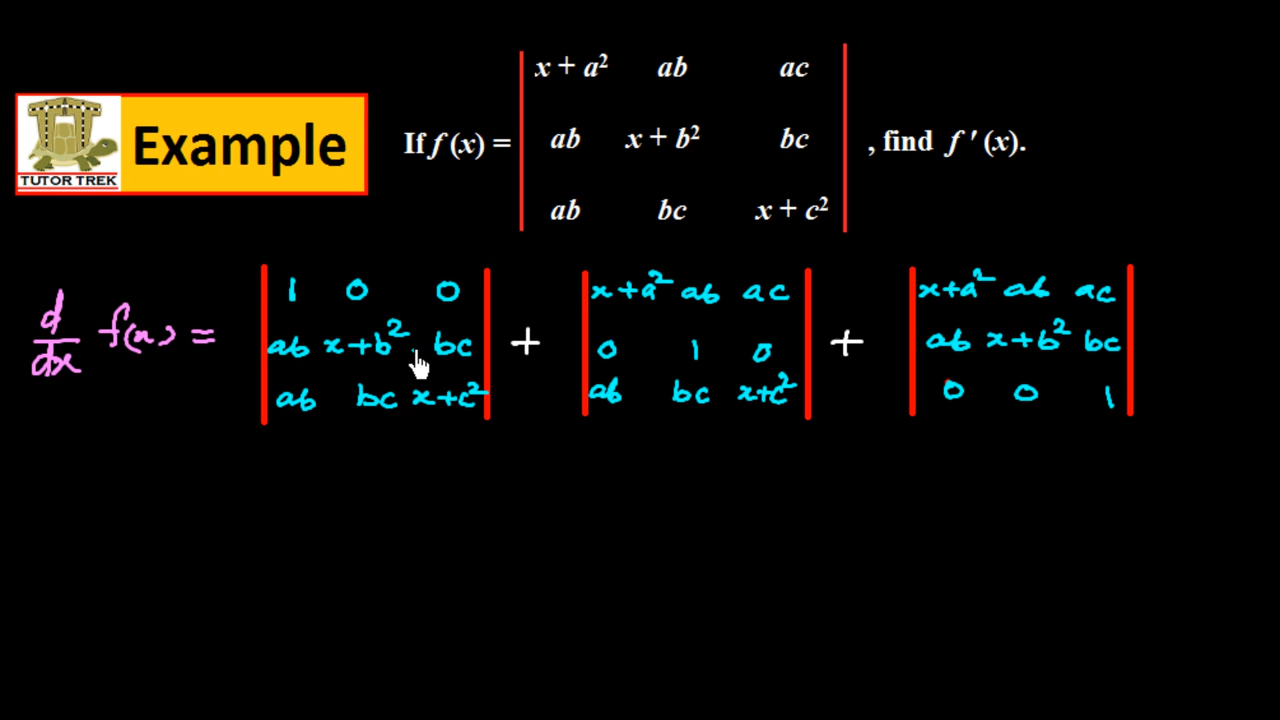 x + a² ab ac
Example If f (x) = ab x + b² bc , find f ′ (x).
TUTOR TREK
ab bc x + c²
1 0 0 x+a² ab ac x+a² ab ac
d/dx f(x) = ab x+b² bc + 0 1 0 + ab x+b² bc
ab bc x+c² ab bc x+c² 0 0 1